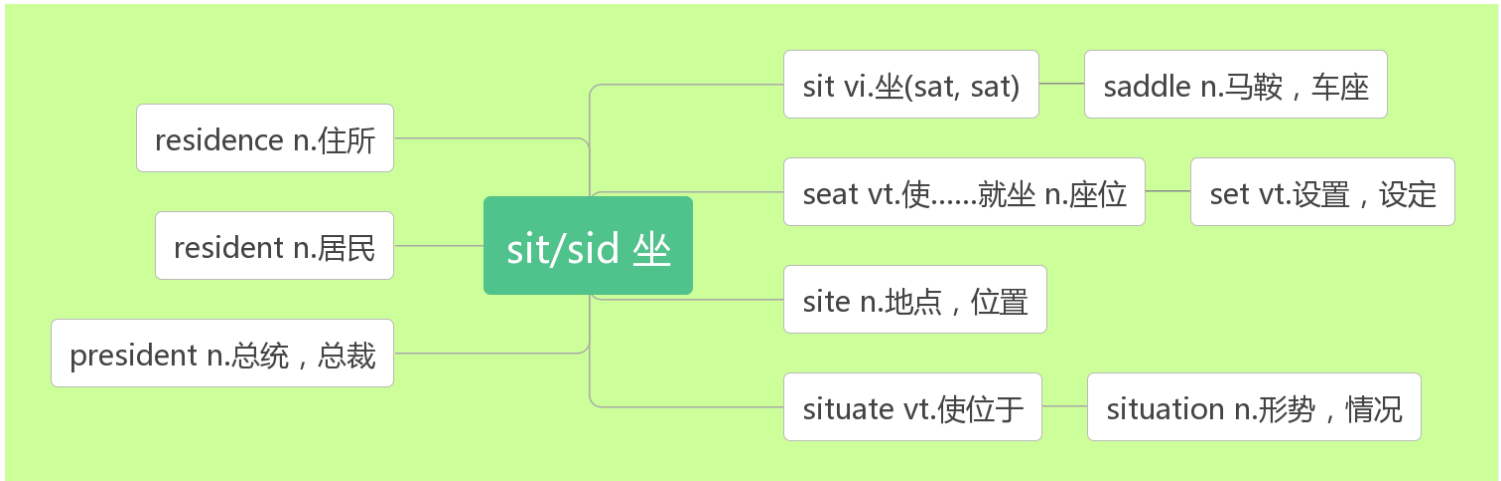 sit/sid 坐
sit vi.坐(sat, sat)
saddle n.马鞍，车座
seat vt.使……就坐 n.座位
set vt.设置，设定
site n.地点，位置
situate vt.使位于
situation n.形势，情况
residence n.住所
resident n.居民
president n.总统，总裁